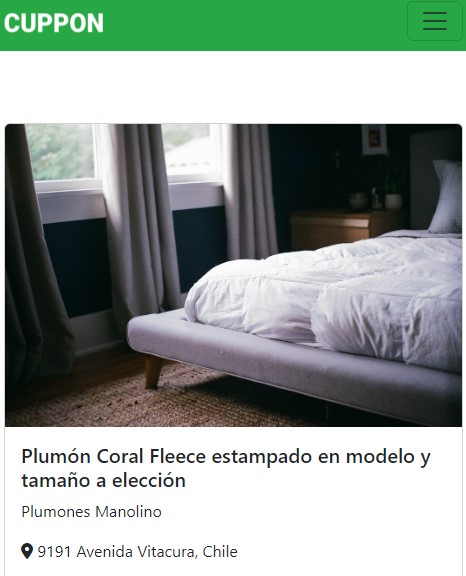 CUPPON
Plumón Coral Fleece estampado en modelo y
tamaño a elección
Plumones Manolino
9191 Avenida Vitacura, Chile